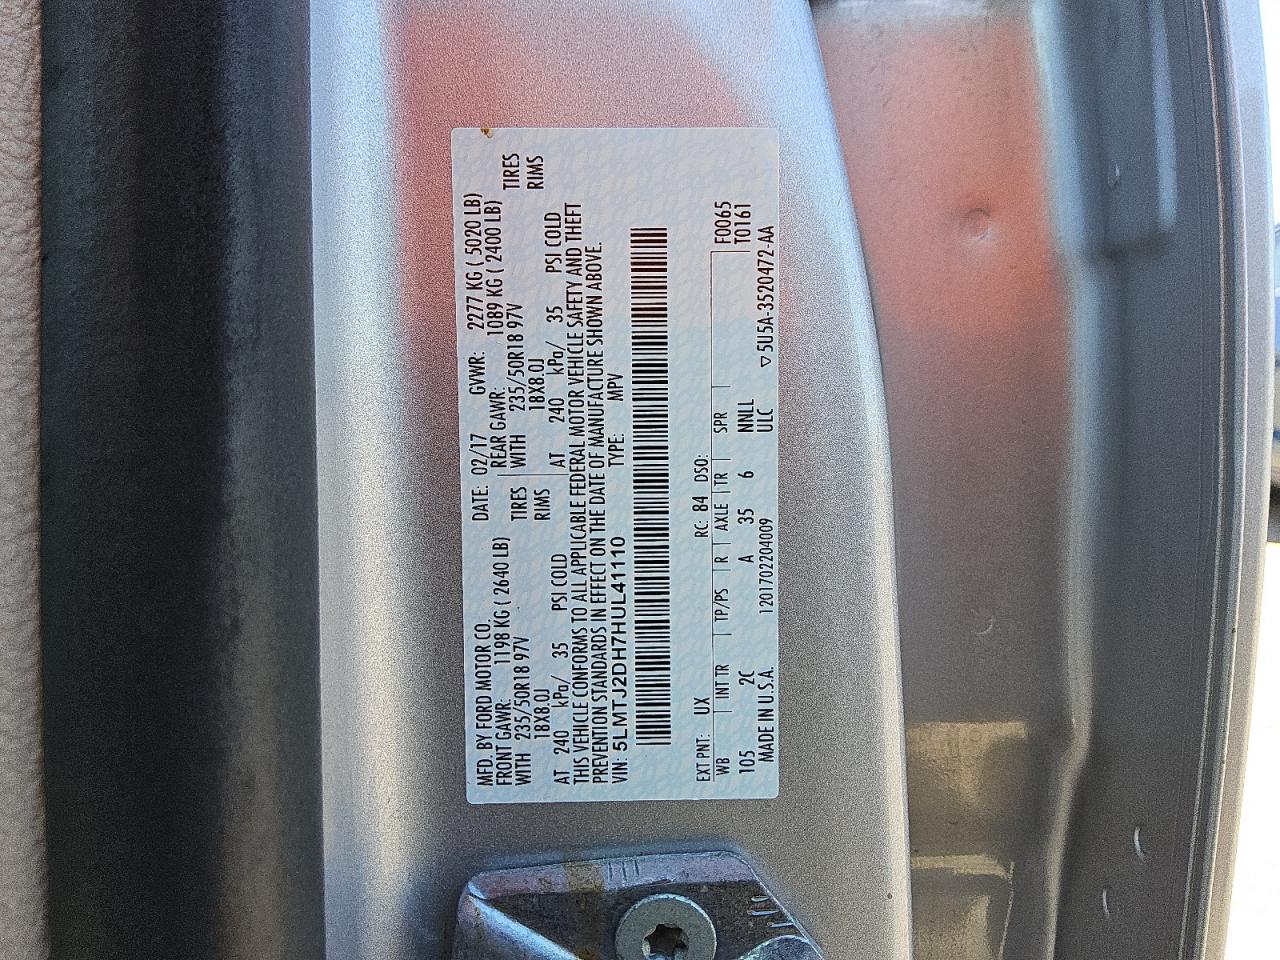 MFD. BY FORD MOTOR CO.
DATE: 02/17 GVWR: 2277 KG ( 5020 LB)
FRONT GAWR: 1198 KG ( 2640 LB) REAR GAWR: 1089 KG ( 2400 LB)
WITH 235/50R18 97V TIRES WITH 235/50R18 97V TIRES
18X8.0J RIMS 18X8.0J RIMS
AT 240 kPa/ 35 PSI COLD AT 240 kPa/ 35 PSI COLD
THIS VEHICLE CONFORMS TO ALL APPLICABLE FEDERAL MOTOR VEHICLE SAFETY AND THEFT
PREVENTION STANDARDS IN EFFECT ON THE DATE OF MANUFACTURE SHOWN ABOVE.
VIN: 5LMTJ2DH7HUL41110 TYPE: MPV
EXT PNT: UX RC: 84 DSO: F0065
WB INT TR TP/PS R AXLE TR SPR T0161
105 2C A 35 6 NNLL
MADE IN U.S.A. 1201702204009 ULC ▽5U5A-3520472-AA